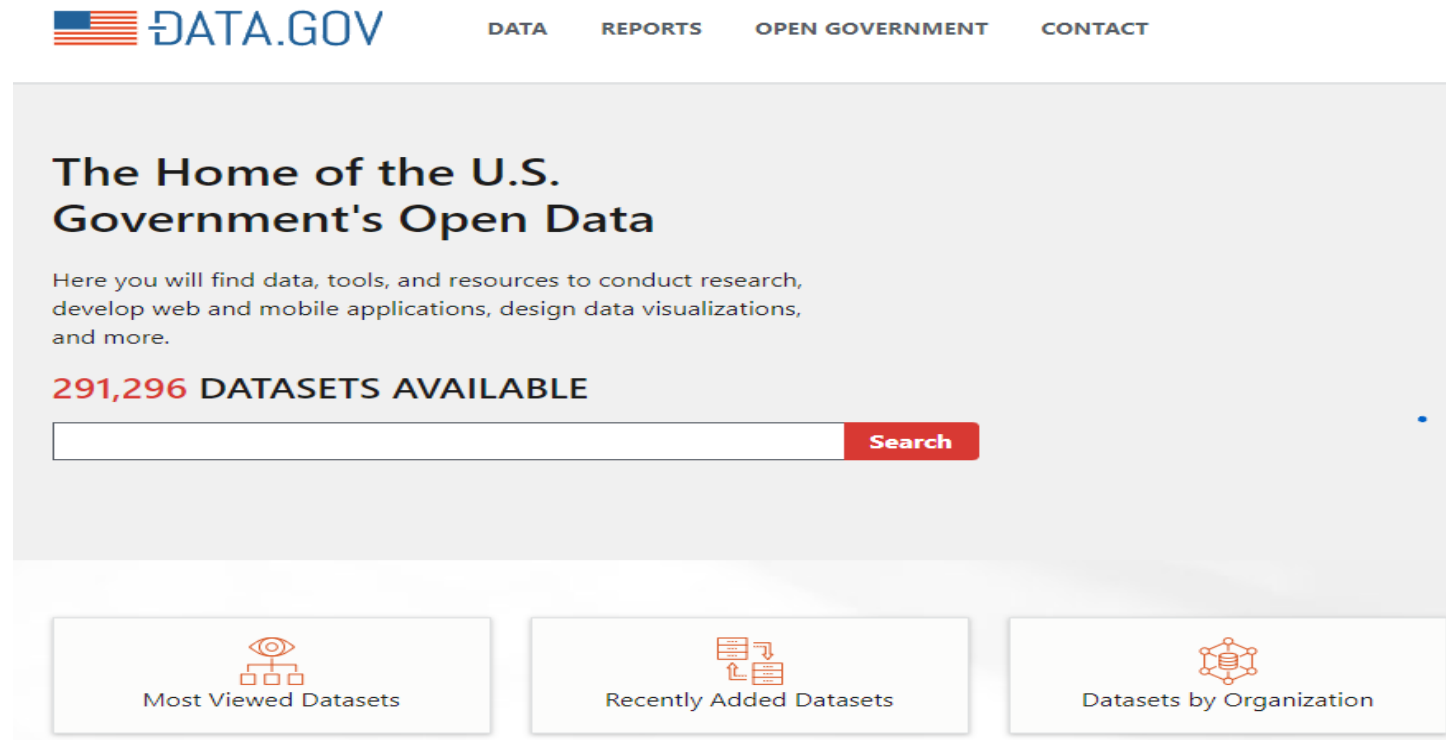 DATA.GOV DATA REPORTS OPEN GOVERNMENT CONTACT
The Home of the U.S.
Government's Open Data
Here you will find data, tools, and resources to conduct research,
develop web and mobile applications, design data visualizations,
and more.
291,296 DATASETS AVAILABLE
Search
Most Viewed Datasets
Recently Added Datasets
Datasets by Organization